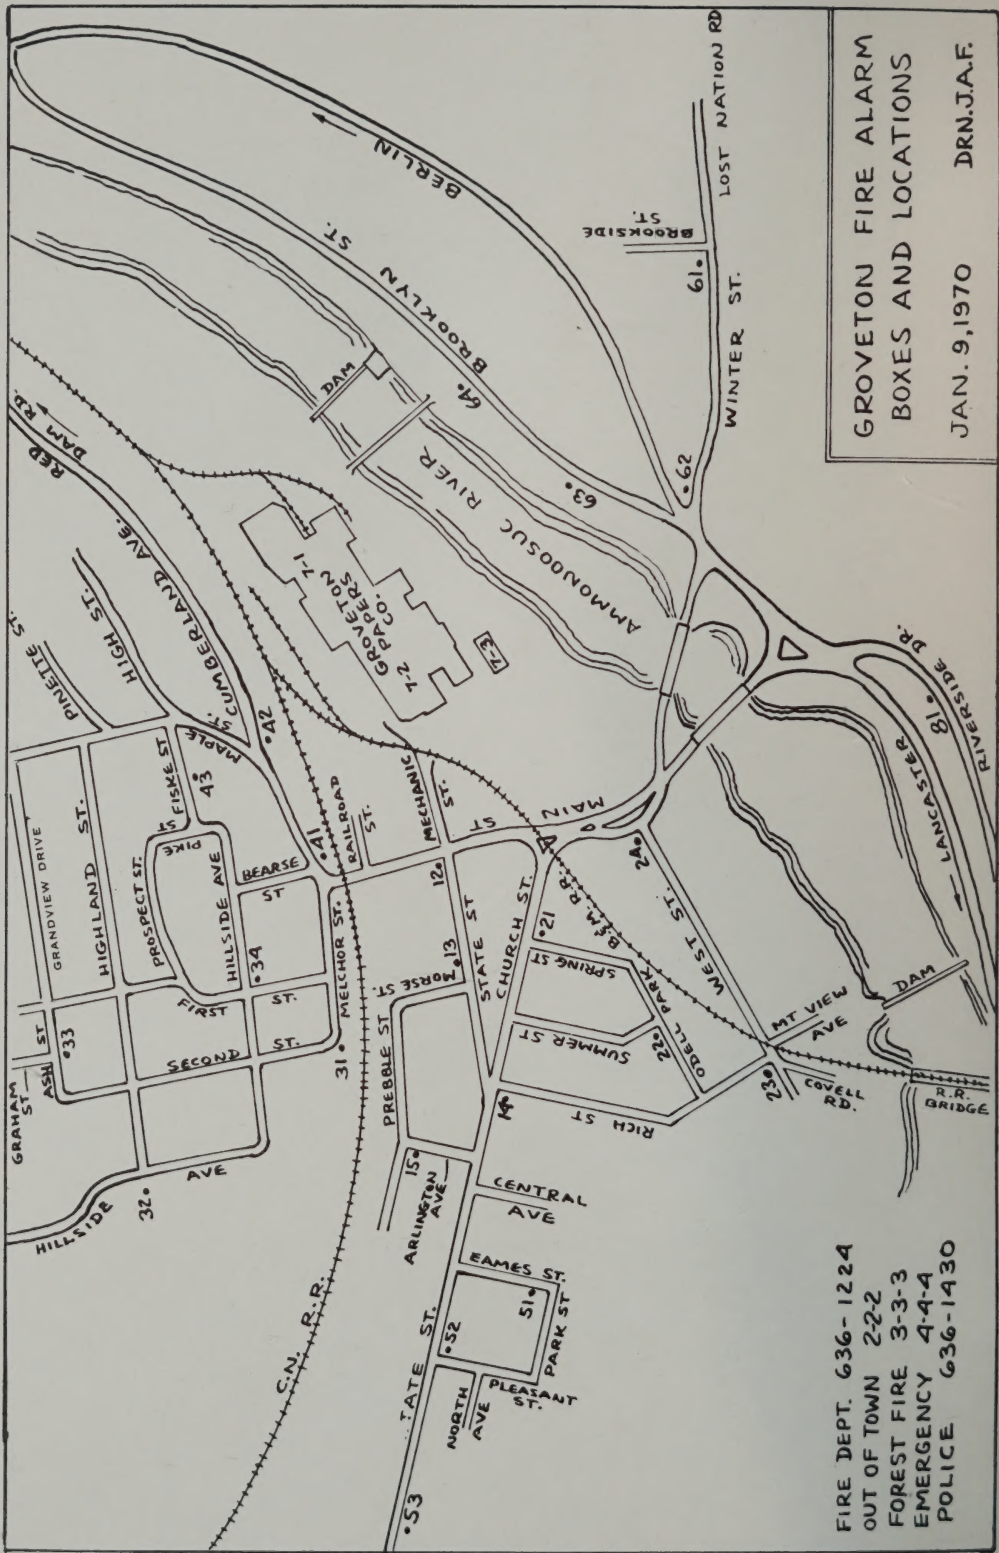 GROVETON FIRE ALARM
BOXES AND LOCATIONS
JAN. 9, 1970 DRN. J.A.F.
GRAHAM
ST.
ASH
ST
33
GRANDVIEW DRIVE
PINETTE ST.
HIGHLAND ST.
HIGH ST.
RED
DAM RD.
CUMBERLAND AVE.
HILLSIDE
AVE
32
SECOND
ST.
FIRST
ST.
PROSPECT ST.
PIKE
ST
FISKE ST
43
MAPLE
ST
42
HILLSIDE AVE
34
BEARSE
ST
41
31
MELCHOR ST.
RAILROAD
ST.
C.N. R.R.
PREBBLE ST
MORSE ST.
13
12
STATE ST
MECHANIC
ST.
7-1
GROVETON
PAPERS
CO.
7-2
7-3
DAM
BERLIN
BROOKLYN
ST.
64
63
62
AMMONOOSUC RIVER
BROOKSIDE
ST.
61
WINTER ST.
LOST NATION RD
15
ARLINGTON
AVE
14
CHURCH ST.
21
MAIN
ST
B.&M. R.R.
SPRING ST
SUMMER ST
22
ODELL PARK
24
WEST ST.
RICH ST
23
MT VIEW
AVE
COVELL
RD.
DAM
R.R.
BRIDGE
LANCASTER
81
RIVERSIDE DR.
CENTRAL
AVE
EAMES ST.
51
52
PARK ST
PLEASANT
ST.
NORTH
AVE
TATE ST.
53
FIRE DEPT. 636-1224
OUT OF TOWN 2-2-2
FOREST FIRE 3-3-3
EMERGENCY 4-4-4
POLICE 636-1430